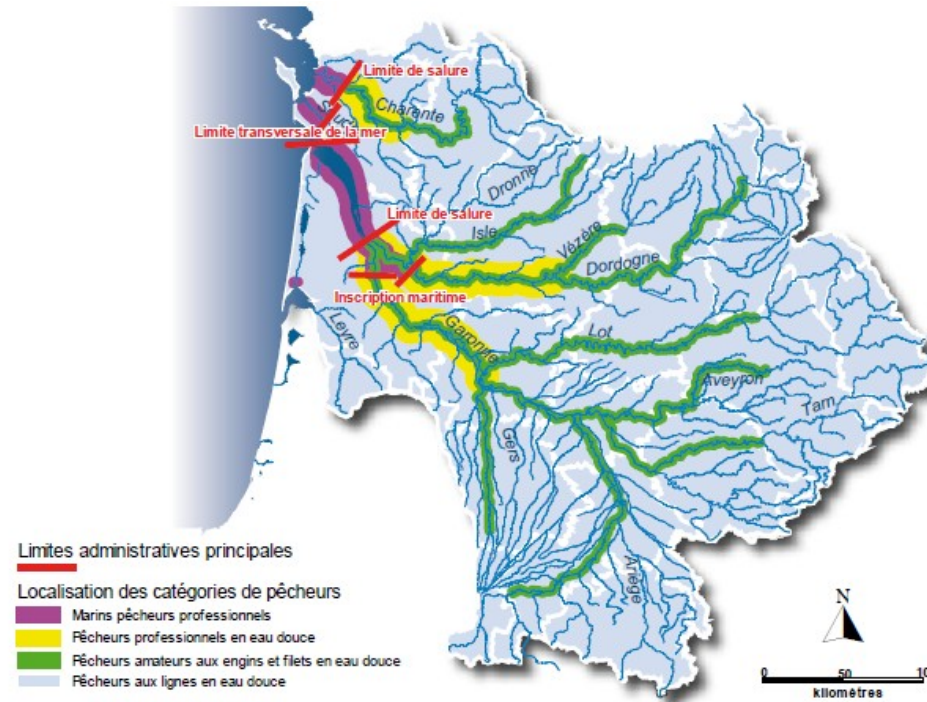 Limite de salure
Charente
Limite transversale de la mer
Dronne
Limite de salure
Isle
Vézère
Dordogne
Inscription maritime
Leyre
Garonne
Lot
Aveyron
Tarn
Gers
Ariège
Limites administratives principales
Localisation des catégories de pêcheurs
Marins pêcheurs professionnels
Pêcheurs professionnels en eau douce
Pêcheurs amateurs aux engins et filets en eau douce
Pêcheurs aux lignes en eau douce
N
0 50 10
kilomètres